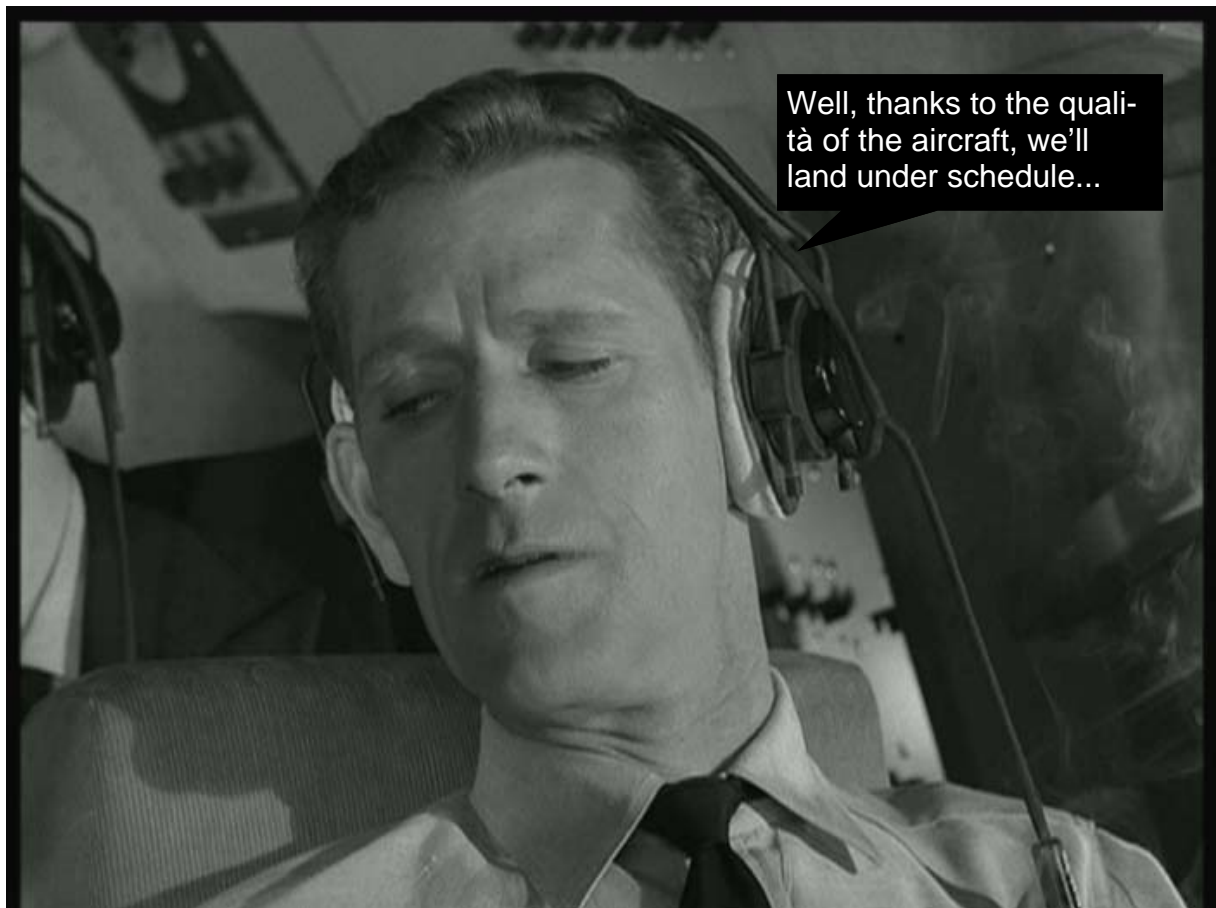 Well, thanks to the quali-
tà of the aircraft, we’ll
land under schedule...